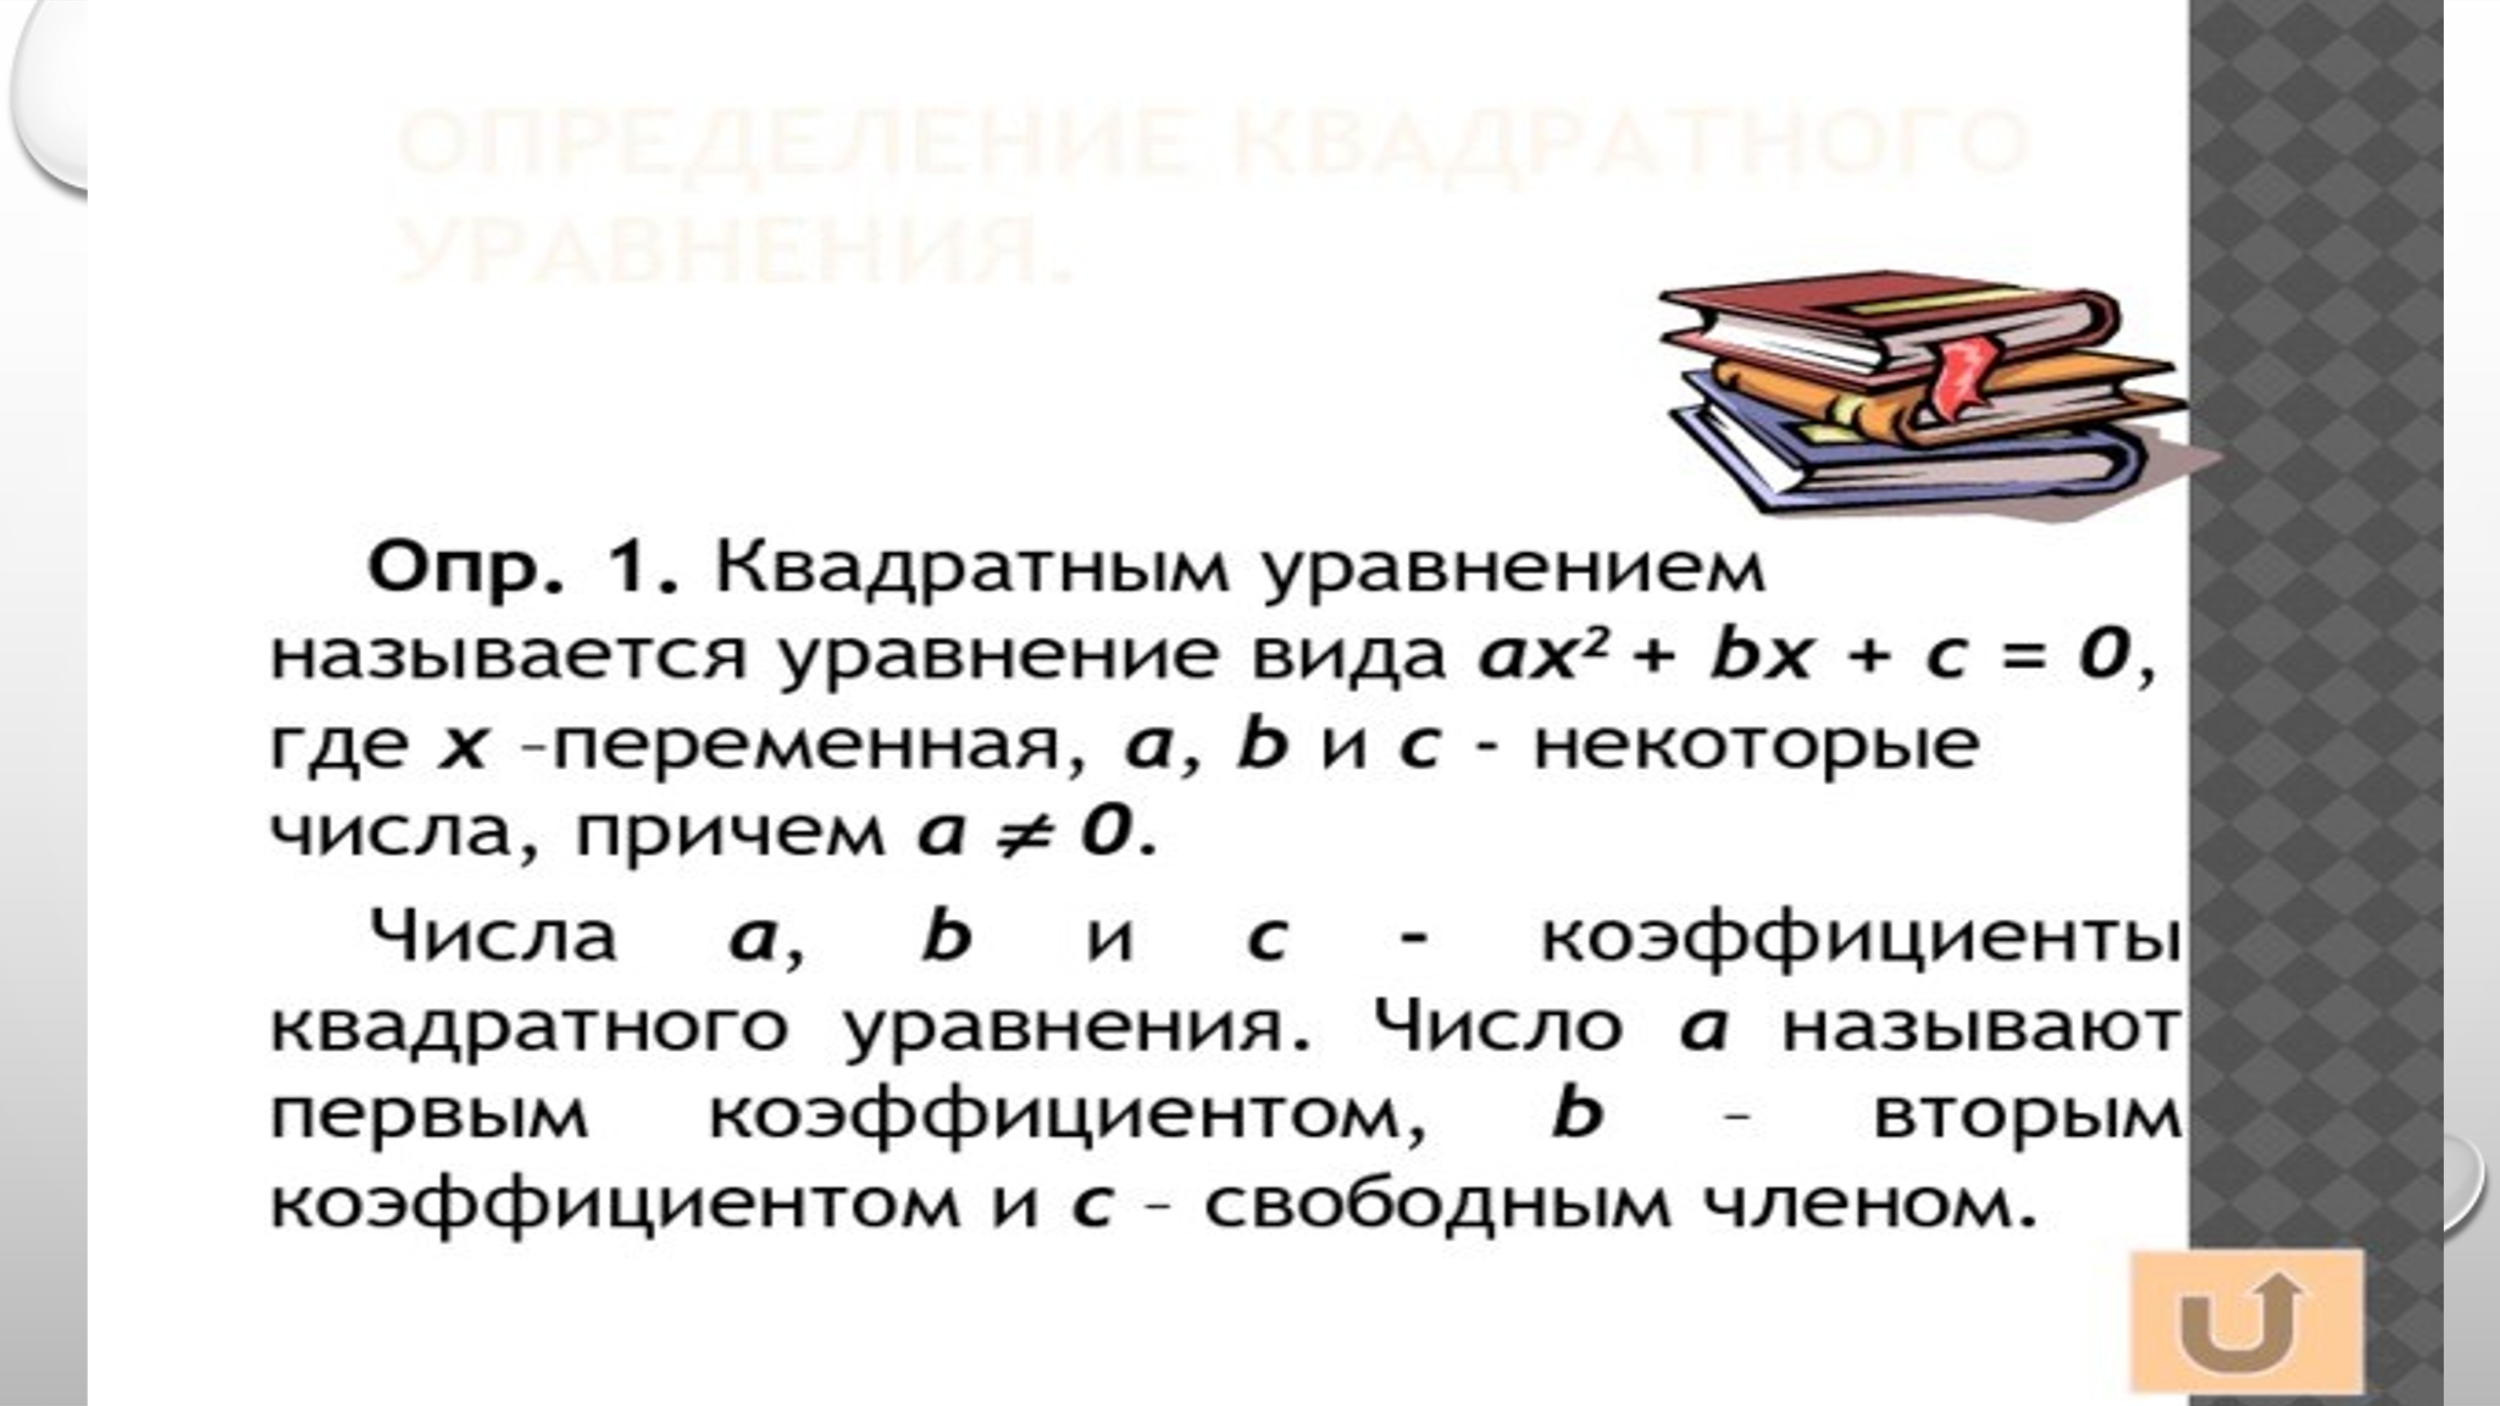 ОПРЕДЕЛЕНИЕ КВАДРАТНОГО
УРАВНЕНИЯ.
Опр. 1. Квадратным уравнением
называется уравнение вида ax² + bx + c = 0,
где x –переменная, a, b и c - некоторые
числа, причем a ≠ 0.
Числа a, b и c - коэффициенты
квадратного уравнения. Число a называют
первым коэффициентом, b – вторым
коэффициентом и c – свободным членом.